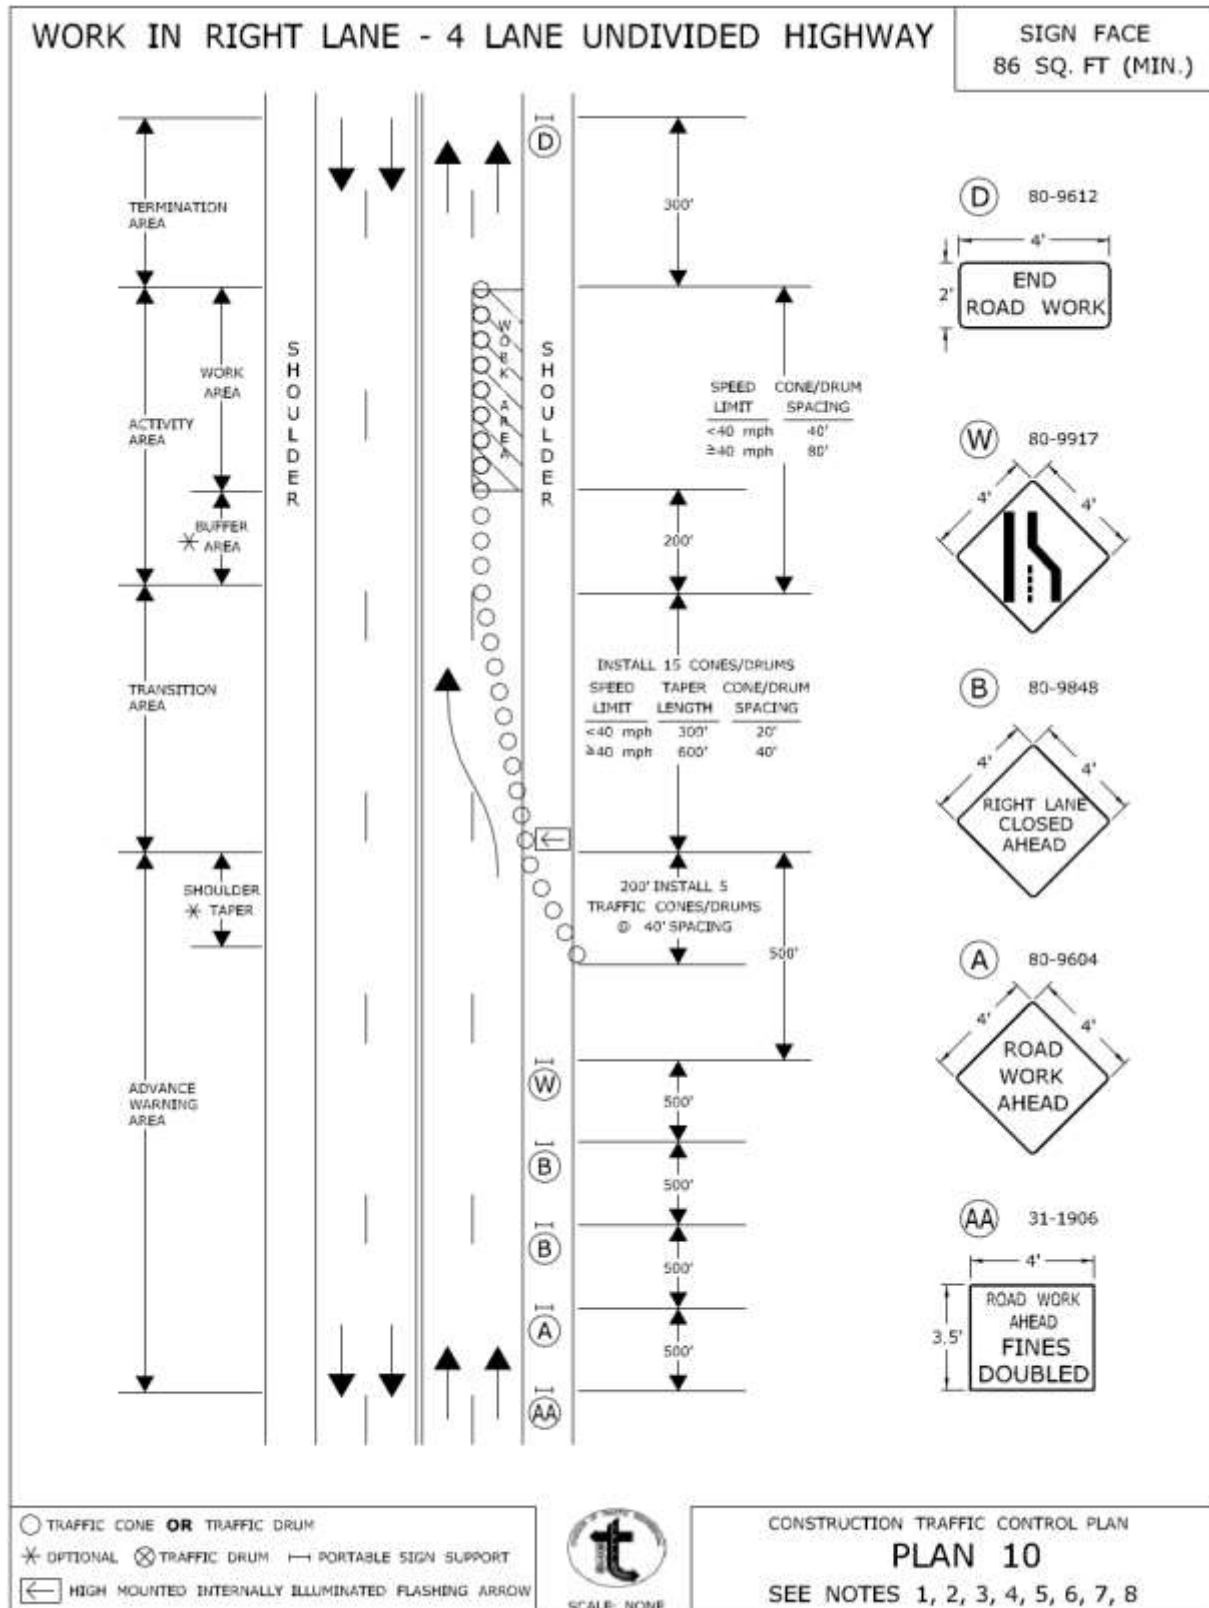 WORK IN RIGHT LANE - 4 LANE UNDIVIDED HIGHWAY
SIGN FACE
86 SQ. FT (MIN.)
D
TERMINATION
AREA
300'
D 80-9612
4'
2'
END
ROAD WORK
WORK
AREA
ACTIVITY
AREA
BUFFER
AREA
SHOULDER
WORK AREA
SHOULDER
SPEED CONE/DRUM
LIMIT SPACING
<40 mph 40'
≥40 mph 80'
200'
W 80-9917
4' 4'
TRANSITION
AREA
INSTALL 15 CONES/DRUMS
SPEED TAPER CONE/DRUM
LIMIT LENGTH SPACING
<40 mph 300' 20'
≥40 mph 600' 40'
B 80-9848
4' 4'
RIGHT LANE
CLOSED
AHEAD
SHOULDER
TAPER
200' INSTALL 5
TRAFFIC CONES/DRUMS
@ 40' SPACING
500'
A 80-9604
4' 4'
ROAD
WORK
AHEAD
ADVANCE
WARNING
AREA
W
500'
B
500'
B
500'
A
500'
AA
AA 31-1906
4'
3.5'
ROAD WORK
AHEAD
FINES
DOUBLED
TRAFFIC CONE OR TRAFFIC DRUM
OPTIONAL TRAFFIC DRUM PORTABLE SIGN SUPPORT
HIGH MOUNTED INTERNALLY ILLUMINATED FLASHING ARROW
t
SCALE: NONE
CONSTRUCTION TRAFFIC CONTROL PLAN
PLAN 10
SEE NOTES 1, 2, 3, 4, 5, 6, 7, 8